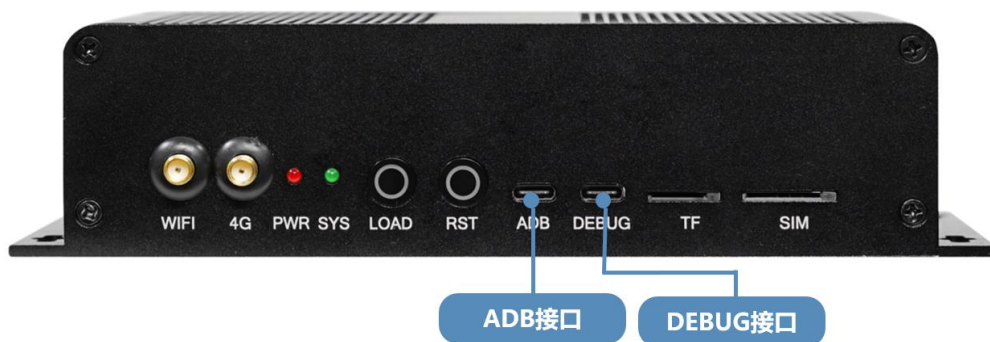 WIFI 4G PWR SYS LOAD RST ADB DEBUG TF SIM
ADB接口 DEBUG接口